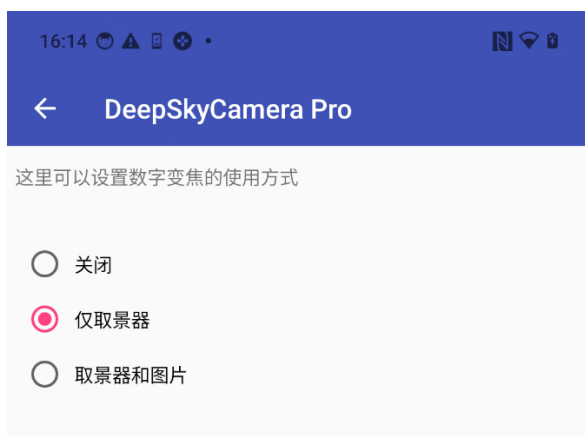 16:14
DeepSkyCamera Pro
这里可以设置数字变焦的使用方式
关闭
仅取景器
取景器和图片